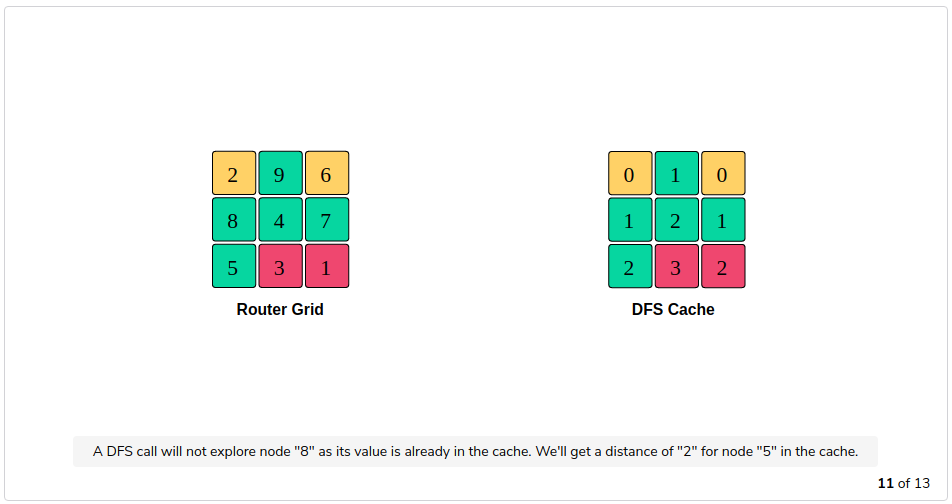 2 9 6 0 1 0
8 4 7 1 2 1
5 3 1 2 3 2
Router Grid DFS Cache
A DFS call will not explore node "8" as its value is already in the cache. We'll get a distance of "2" for node "5" in the cache.
11 of 13